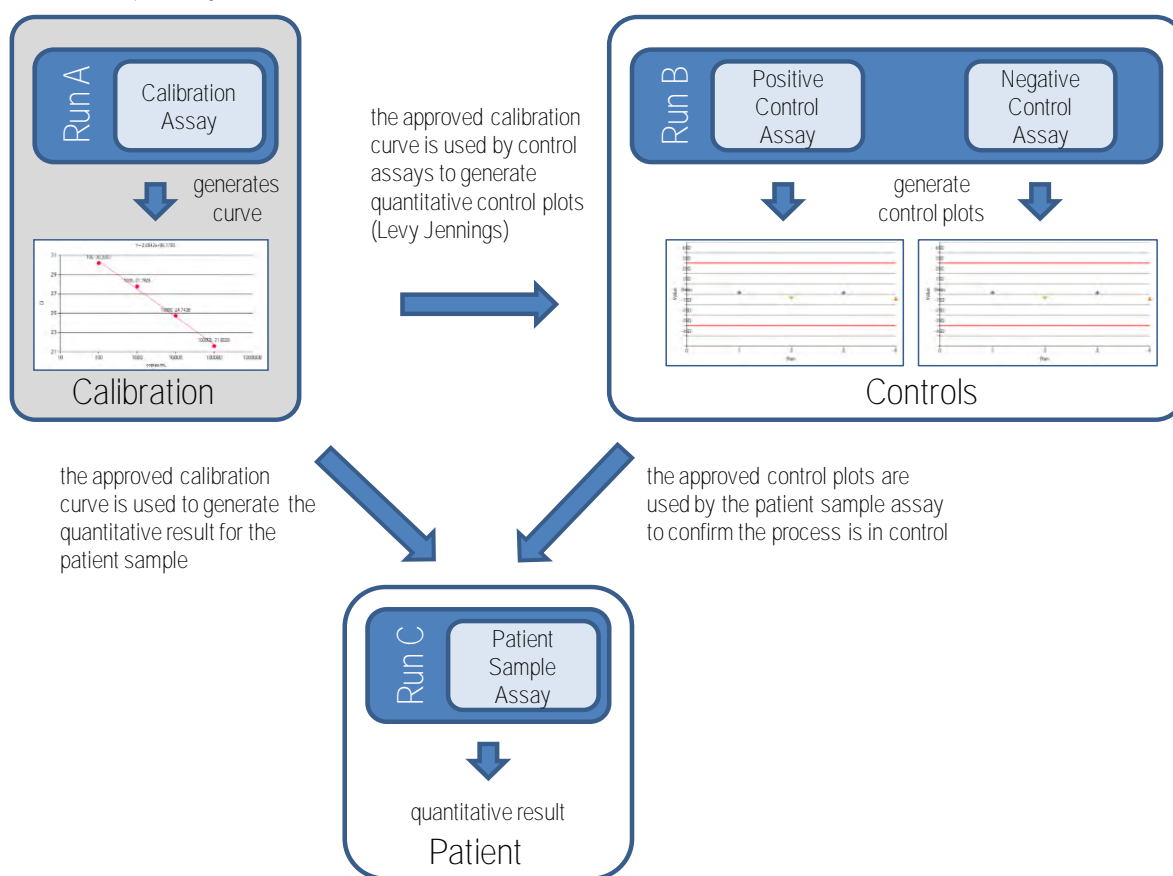 Run A
Calibration
Assay
generates
curve
Calibration
the approved calibration
curve is used by control
assays to generate
quantitative control plots
(Levy Jennings)
Run B
Positive
Control
Assay
Negative
Control
Assay
generate
control plots
Controls
the approved calibration
curve is used to generate the
quantitative result for the
patient sample
the approved control plots are
used by the patient sample assay
to confirm the process is in control
Run C
Patient
Sample
Assay
quantitative result
Patient